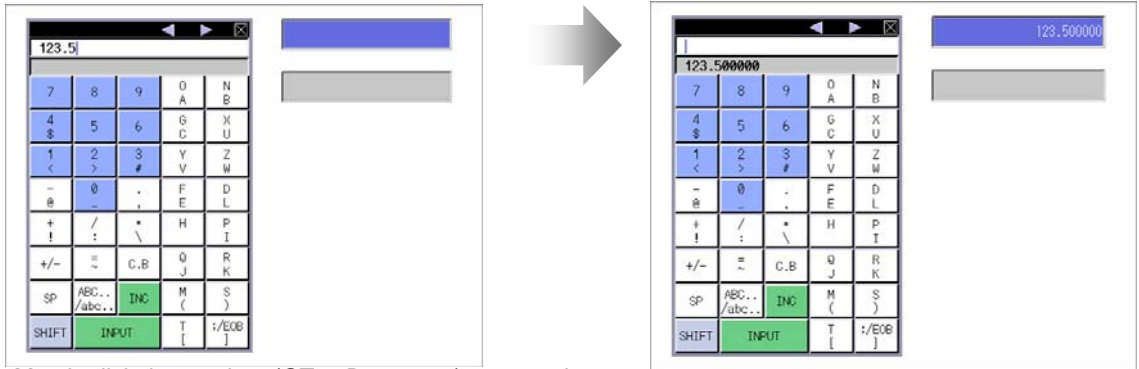 123.5
7 8 9 O N
A B
4 5 6 G X
$ C U
1 2 3 Y Z
< > # V W
- 0 . F D
@ _ , E L
+ / * H P
! : \ I
+/- = C.B Q R
~ J K
SP ABC.. INC M S
/abc.. ( )
SHIFT INPUT T ;/EOB
[ ]
123.500000
123.500000
7 8 9 O N
A B
4 5 6 G X
$ C U
1 2 3 Y Z
< > # V W
- 0 . F D
@ _ , E L
+ / * H P
! : \ I
+/- = C.B Q R
~ J K
SP ABC.. INC M S
/abc.. ( )
SHIFT INPUT T ;/EOB
[ ]